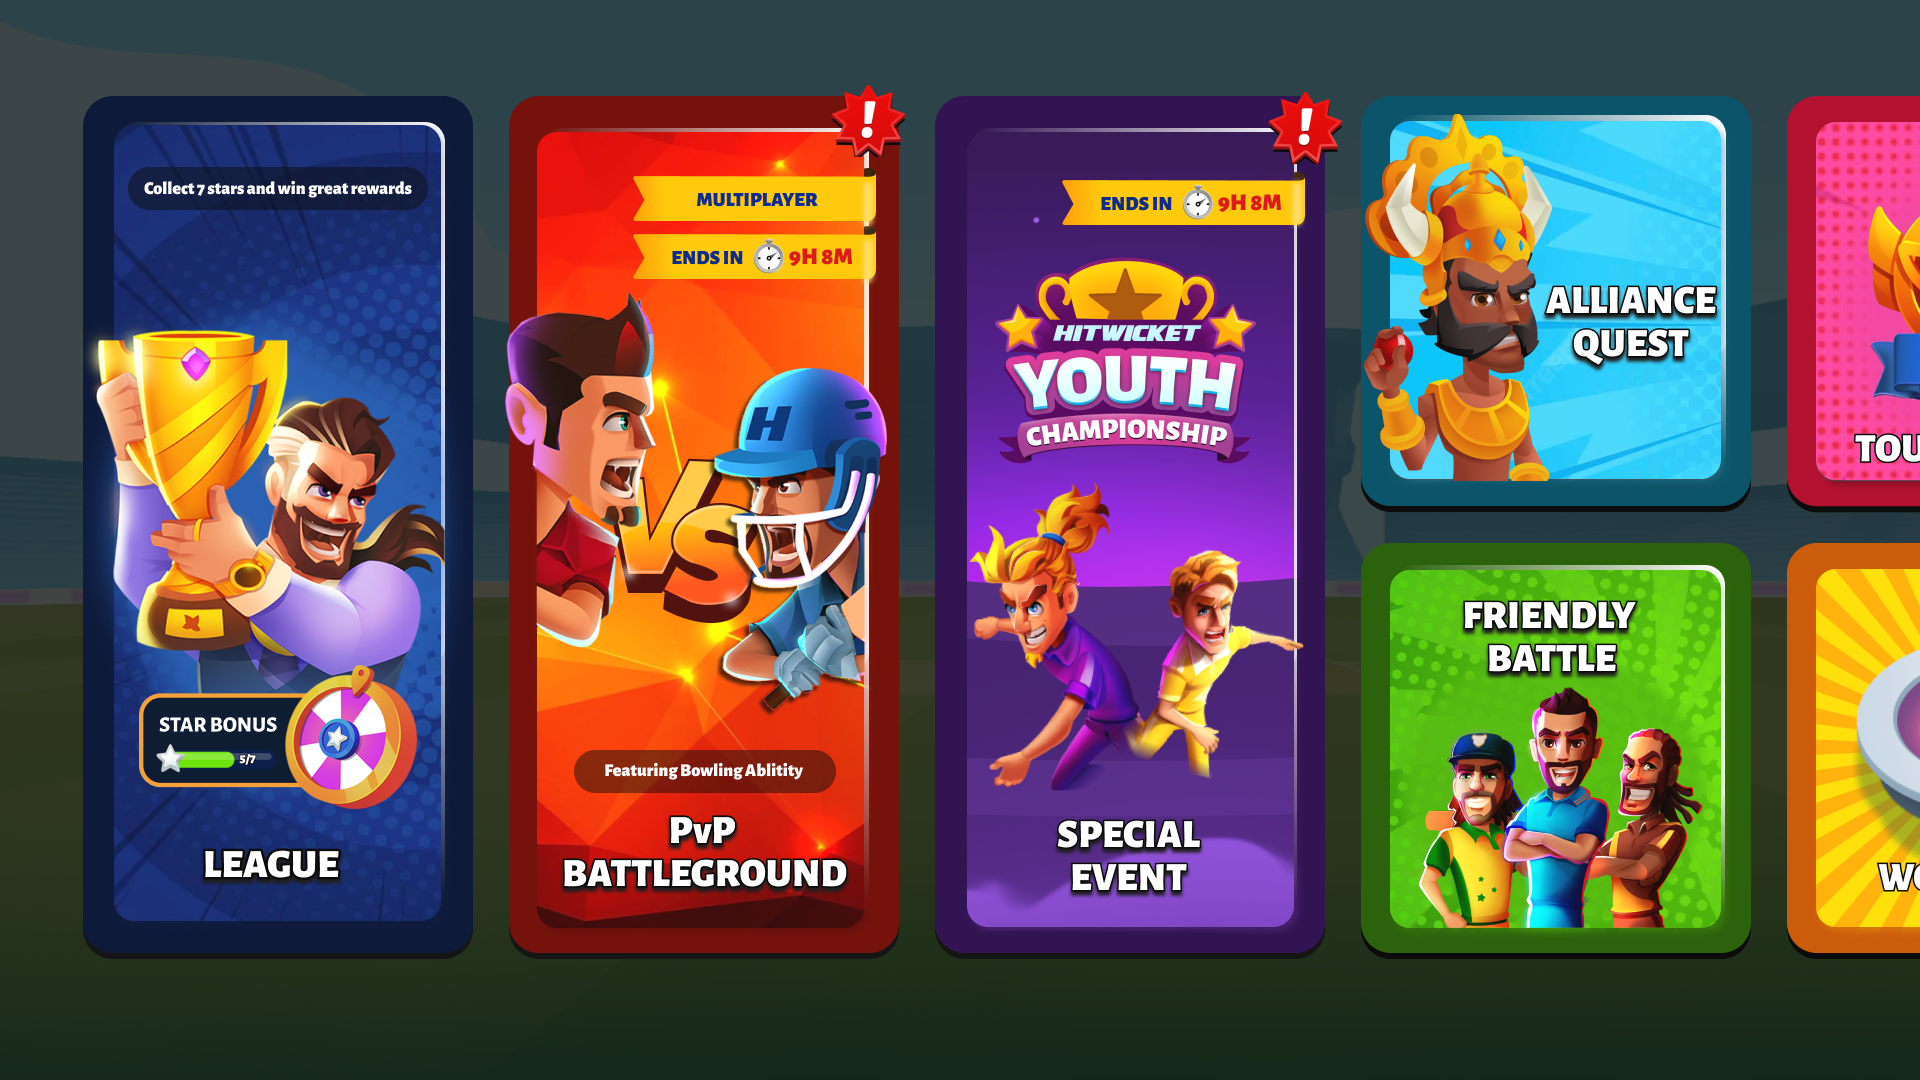 Collect 7 stars and win great rewards
STAR BONUS
5/7
LEAGUE
!
MULTIPLAYER
ENDS IN 9H 8M
H
VS
Featuring Bowling Ablitity
PvP
BATTLEGROUND
!
ENDS IN 9H 8M
HITWICKET
YOUTH
CHAMPIONSHIP
SPECIAL
EVENT
ALLIANCE
QUEST
FRIENDLY
BATTLE